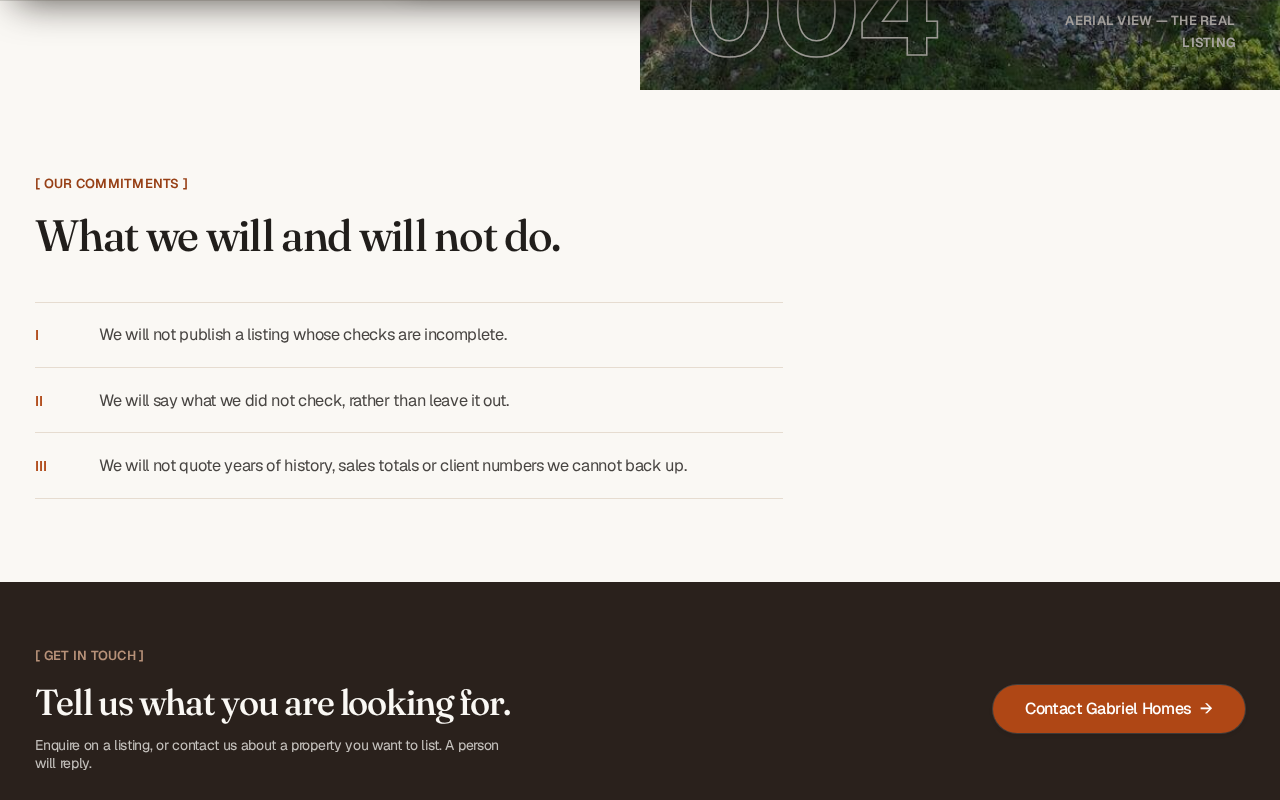 004
AERIAL VIEW — THE REAL
LISTING
[ OUR COMMITMENTS ]
What we will and will not do.
I We will not publish a listing whose checks are incomplete.
II We will say what we did not check, rather than leave it out.
III We will not quote years of history, sales totals or client numbers we cannot back up.
[ GET IN TOUCH ]
Tell us what you are looking for.
Enquire on a listing, or contact us about a property you want to list. A person
will reply.
Contact Gabriel Homes →